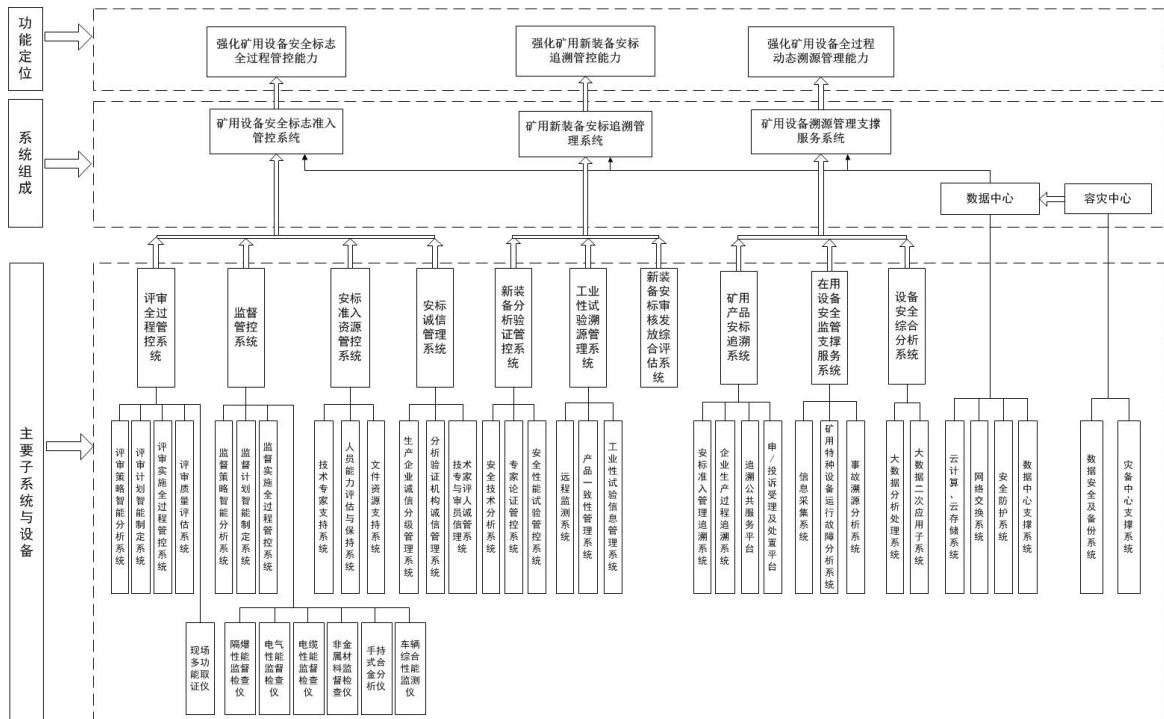 功能定位
强化矿用设备安全标志
全过程管控能力
强化矿用新装备安标
追溯管控能力
强化矿用设备全过程
动态溯源管理能力
系统组成
矿用设备安全标志准入
管控系统
矿用新装备安标追溯管
理系统
矿用设备溯源管理支撑
服务系统
数据中心
容灾中心
主要子系统与设备
评审全过程管控系统
监督管控系统
安标准入资源管控系统
安标诚信管理系统
新装备分析验证管控系统
工业性试验溯源管理系统
新装备安标审核发放综合评估系统
矿用产品安标追溯系统
在用设备安全监管支撑服务系统
设备安全综合分析系统
评审策略智能分析系统
评审计划智能制定系统
评审实施全过程管控系统
评审质量评估系统
监督策略智能分析系统
监督计划智能制定系统
监督实施全过程管控系统
技术专家支持系统
人员能力评估与保持系统
文件资源支持系统
生产企业诚信分级管理系统
分析验证机构诚信管理系统
技术专家与评审人员诚信管理
安全技术分析系统
专家论证管控系统
安全性能试验管控系统
远程监测系统
产品一致性管理系统
工业性试验信息管理系统
安标准入管理追溯系统
企业生产过程追溯系统
追溯公共服务平台
申/投诉受理及处置平台
信息采集系统
矿用特种设备运行故障分析系统
事故溯源分析系统
大数据分析处理系统
大数据二次应用子系统
云计算、云存储系统
网络交换系统
安全防护系统
数据中心支撑系统
数据安全及备份系统
灾备中心支撑系统
现场多功能取证仪
隔爆性能监督检查仪
电气性能监督检查仪
电缆性能监督检查仪
非金属材料监督检查仪
手持式合金分析仪
车辆综合性能监测仪